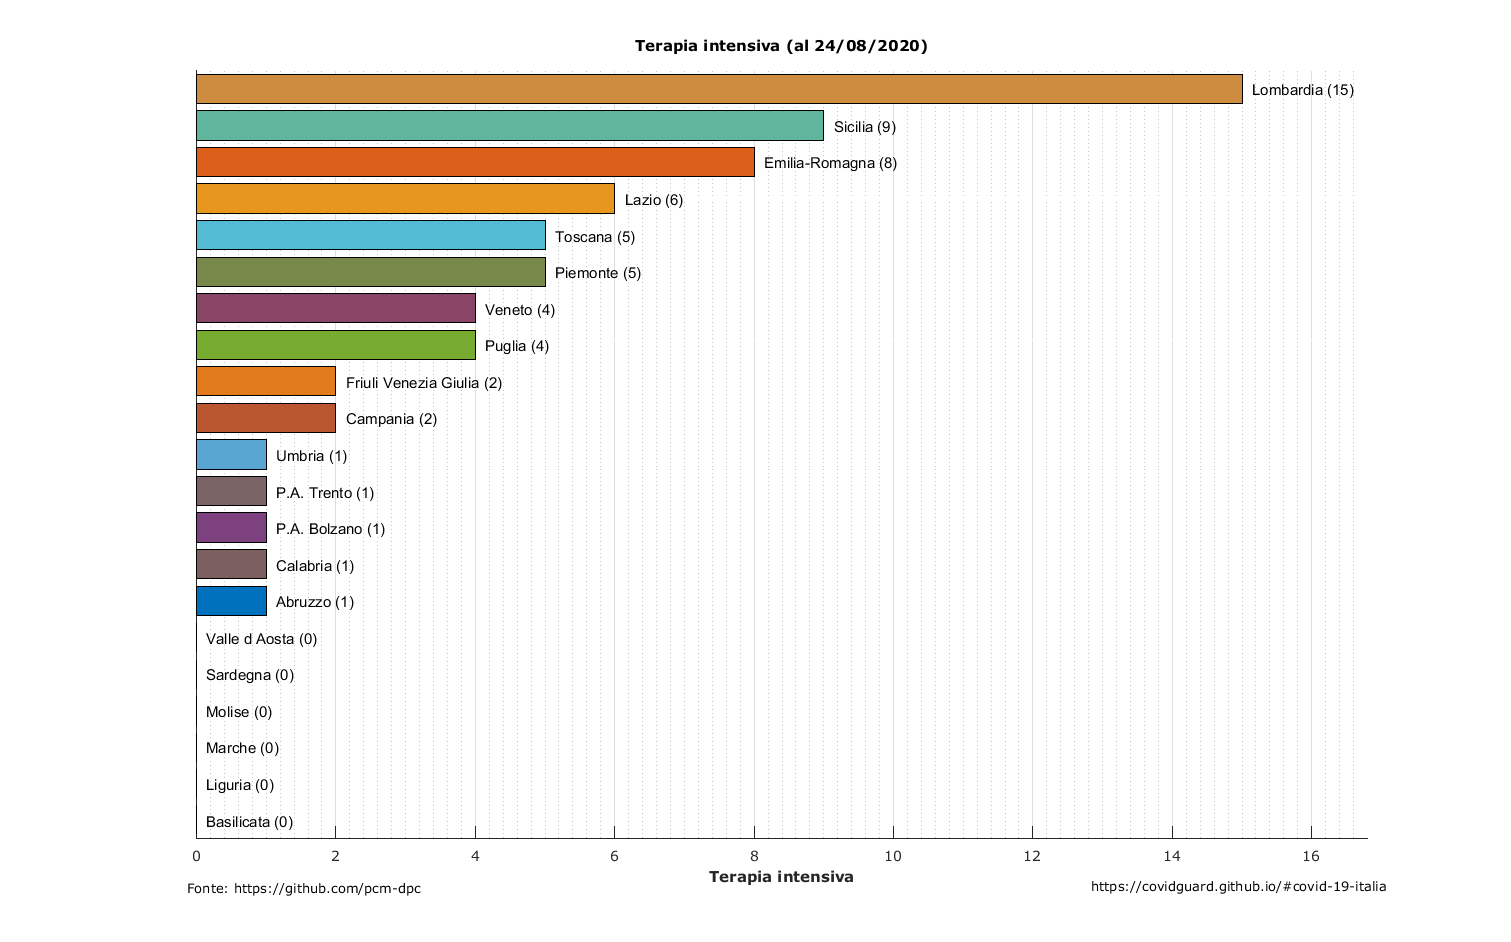 Terapia intensiva (al 24/08/2020)
Lombardia (15)
Sicilia (9)
Emilia-Romagna (8)
Lazio (6)
Toscana (5)
Piemonte (5)
Veneto (4)
Puglia (4)
Friuli Venezia Giulia (2)
Campania (2)
Umbria (1)
P.A. Trento (1)
P.A. Bolzano (1)
Calabria (1)
Abruzzo (1)
Valle d Aosta (0)
Sardegna (0)
Molise (0)
Marche (0)
Liguria (0)
Basilicata (0)
0 2 4 6 8 10 12 14 16
Terapia intensiva
Fonte: https://github.com/pcm-dpc
https://covidguard.github.io/#covid-19-italia